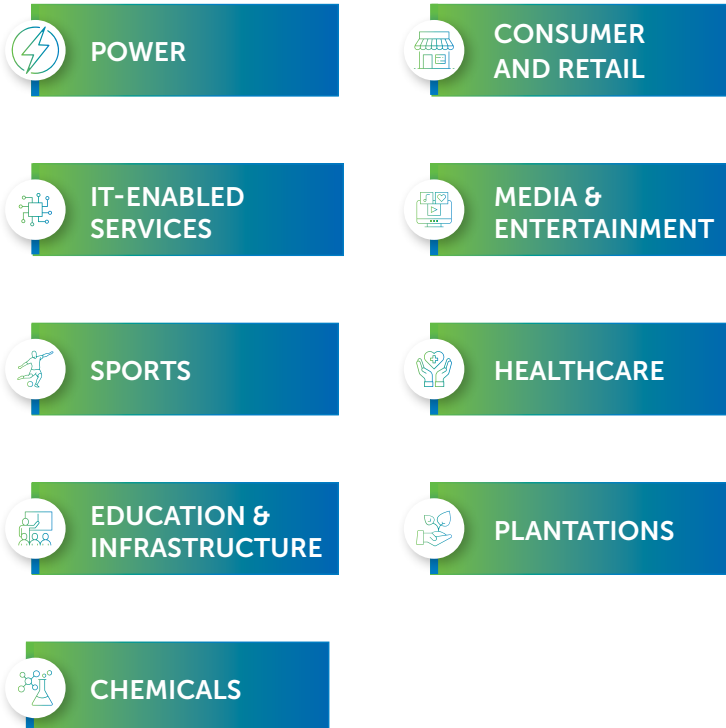 POWER
CONSUMER
AND RETAIL
IT-ENABLED
SERVICES
MEDIA &
ENTERTAINMENT
SPORTS
HEALTHCARE
EDUCATION &
INFRASTRUCTURE
PLANTATIONS
CHEMICALS